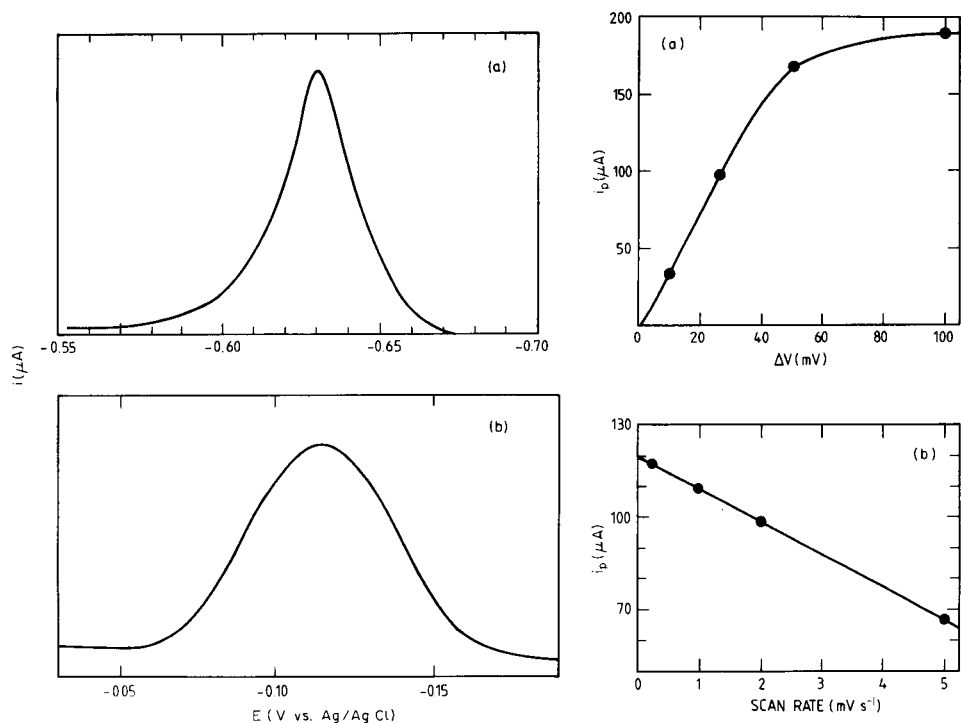 (a)
-0.55 -0.60 -0.65 -0.70
i(μA)
(b)
-0.05 -0.10 -0.15
E (V vs. Ag/Ag Cl)
(a)
200
150
100
50
0 20 40 60 80 100
i_p (μA)
ΔV (mV)
(b)
130
100
70
0 1 2 3 4 5
i_p (μA)
SCAN RATE (mV s⁻¹)